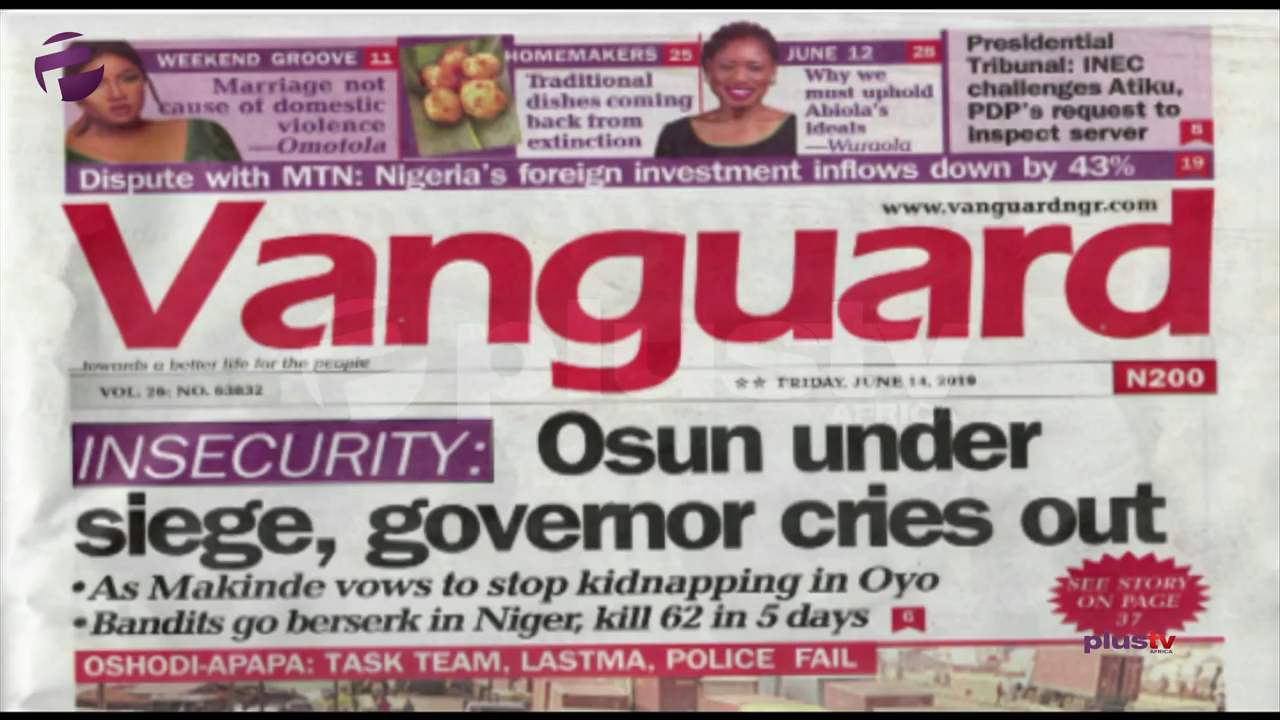 WEEKEND GROOVE 11
Marriage not
cause of domestic
violence
—Omotola
HOMEMAKERS 25
Traditional
dishes coming
back from
extinction
JUNE 12 28
Why we
must uphold
Abiola's
ideals
—Wuraola
Presidential
Tribunal: INEC
challenges Atiku,
PDP's request to
inspect server
Dispute with MTN: Nigeria's foreign investment inflows down by 43% 19
www.vanguardngr.com
Vanguard
...towards a better life for the people
VOL. 26: NO. 63832
FRIDAY, JUNE 14, 2019
N200
INSECURITY: Osun under
siege, governor cries out
•As Makinde vows to stop kidnapping in Oyo
•Bandits go berserk in Niger, kill 62 in 5 days 6
SEE STORY
ON PAGE
37
OSHODI-APAPA: TASK TEAM, LASTMA, POLICE FAIL
plustv
AFRICA
plustv
AFRICA